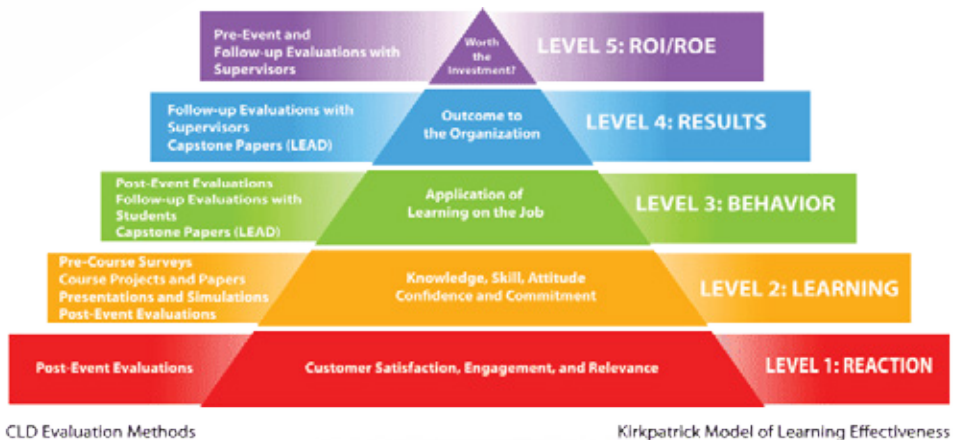 Pre-Event and
Follow-up Evaluations with
Supervisors
Worth
the
Investment?
LEVEL 5: ROI/ROE
Follow-up Evaluations with
Supervisors
Capstone Papers (LEAD)
Outcome to
the Organization
LEVEL 4: RESULTS
Post-Event Evaluations
Follow-up Evaluations with
Students
Capstone Papers (LEAD)
Application of
Learning on the Job
LEVEL 3: BEHAVIOR
Pre-Course Surveys
Course Projects and Papers
Presentations and Simulations
Post-Event Evaluations
Knowledge, Skill, Attitude
Confidence and Commitment
LEVEL 2: LEARNING
Post-Event Evaluations
Customer Satisfaction, Engagement, and Relevance
LEVEL 1: REACTION
CLD Evaluation Methods
Kirkpatrick Model of Learning Effectiveness